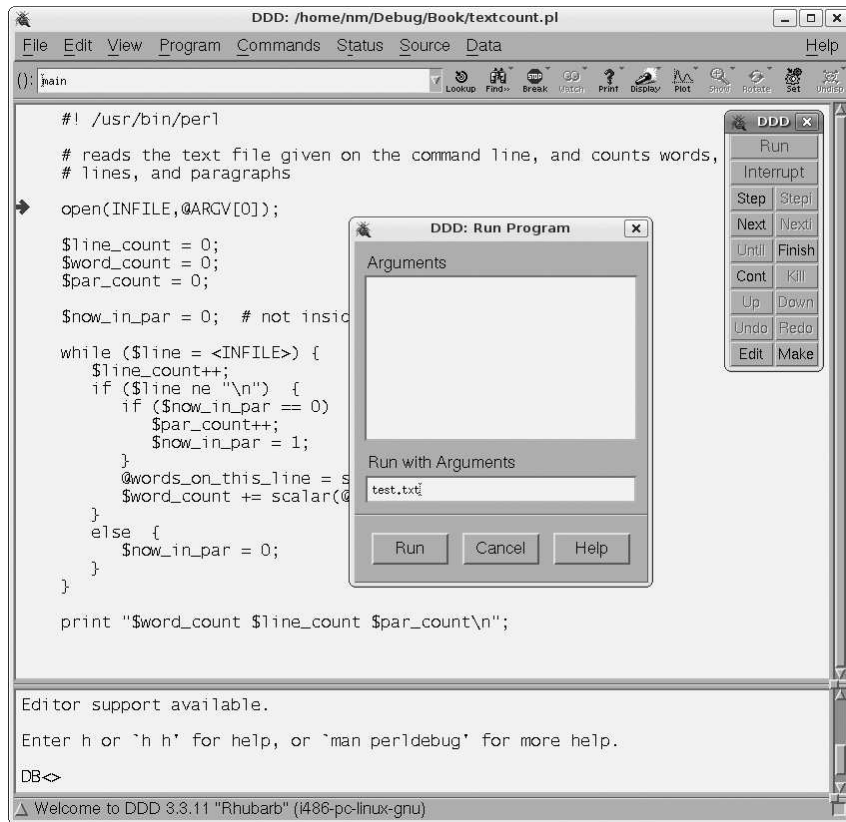 DDD: /home/nm/Debug/Book/textcount.pl
File Edit View Program Commands Status Source Data Help
(): main
Lookup Find» Break Watch Print Display Plot Show Rotate Set Undisp
#! /usr/bin/perl
# reads the text file given on the command line, and counts words,
# lines, and paragraphs
open(INFILE,@ARGV[0]);
$line_count = 0;
$word_count = 0;
$par_count = 0;
$now_in_par = 0;  # not insid
while ($line = <INFILE>) {
$line_count++;
if ($line ne "\n")  {
if ($now_in_par == 0)
$par_count++;
$now_in_par = 1;
}
@words_on_this_line = s
$word_count += scalar(@
}
else  {
$now_in_par = 0;
}
}
print "$word_count $line_count $par_count\n";
DDD: Run Program
Arguments
Run with Arguments
test.txt
Run Cancel Help
DDD
Run
Interrupt
Step Stepi
Next Nexti
Until Finish
Cont Kill
Up Down
Undo Redo
Edit Make
Editor support available.
Enter h or `h h' for help, or `man perldebug' for more help.
DB<>
Welcome to DDD 3.3.11 "Rhubarb" (i486-pc-linux-gnu)